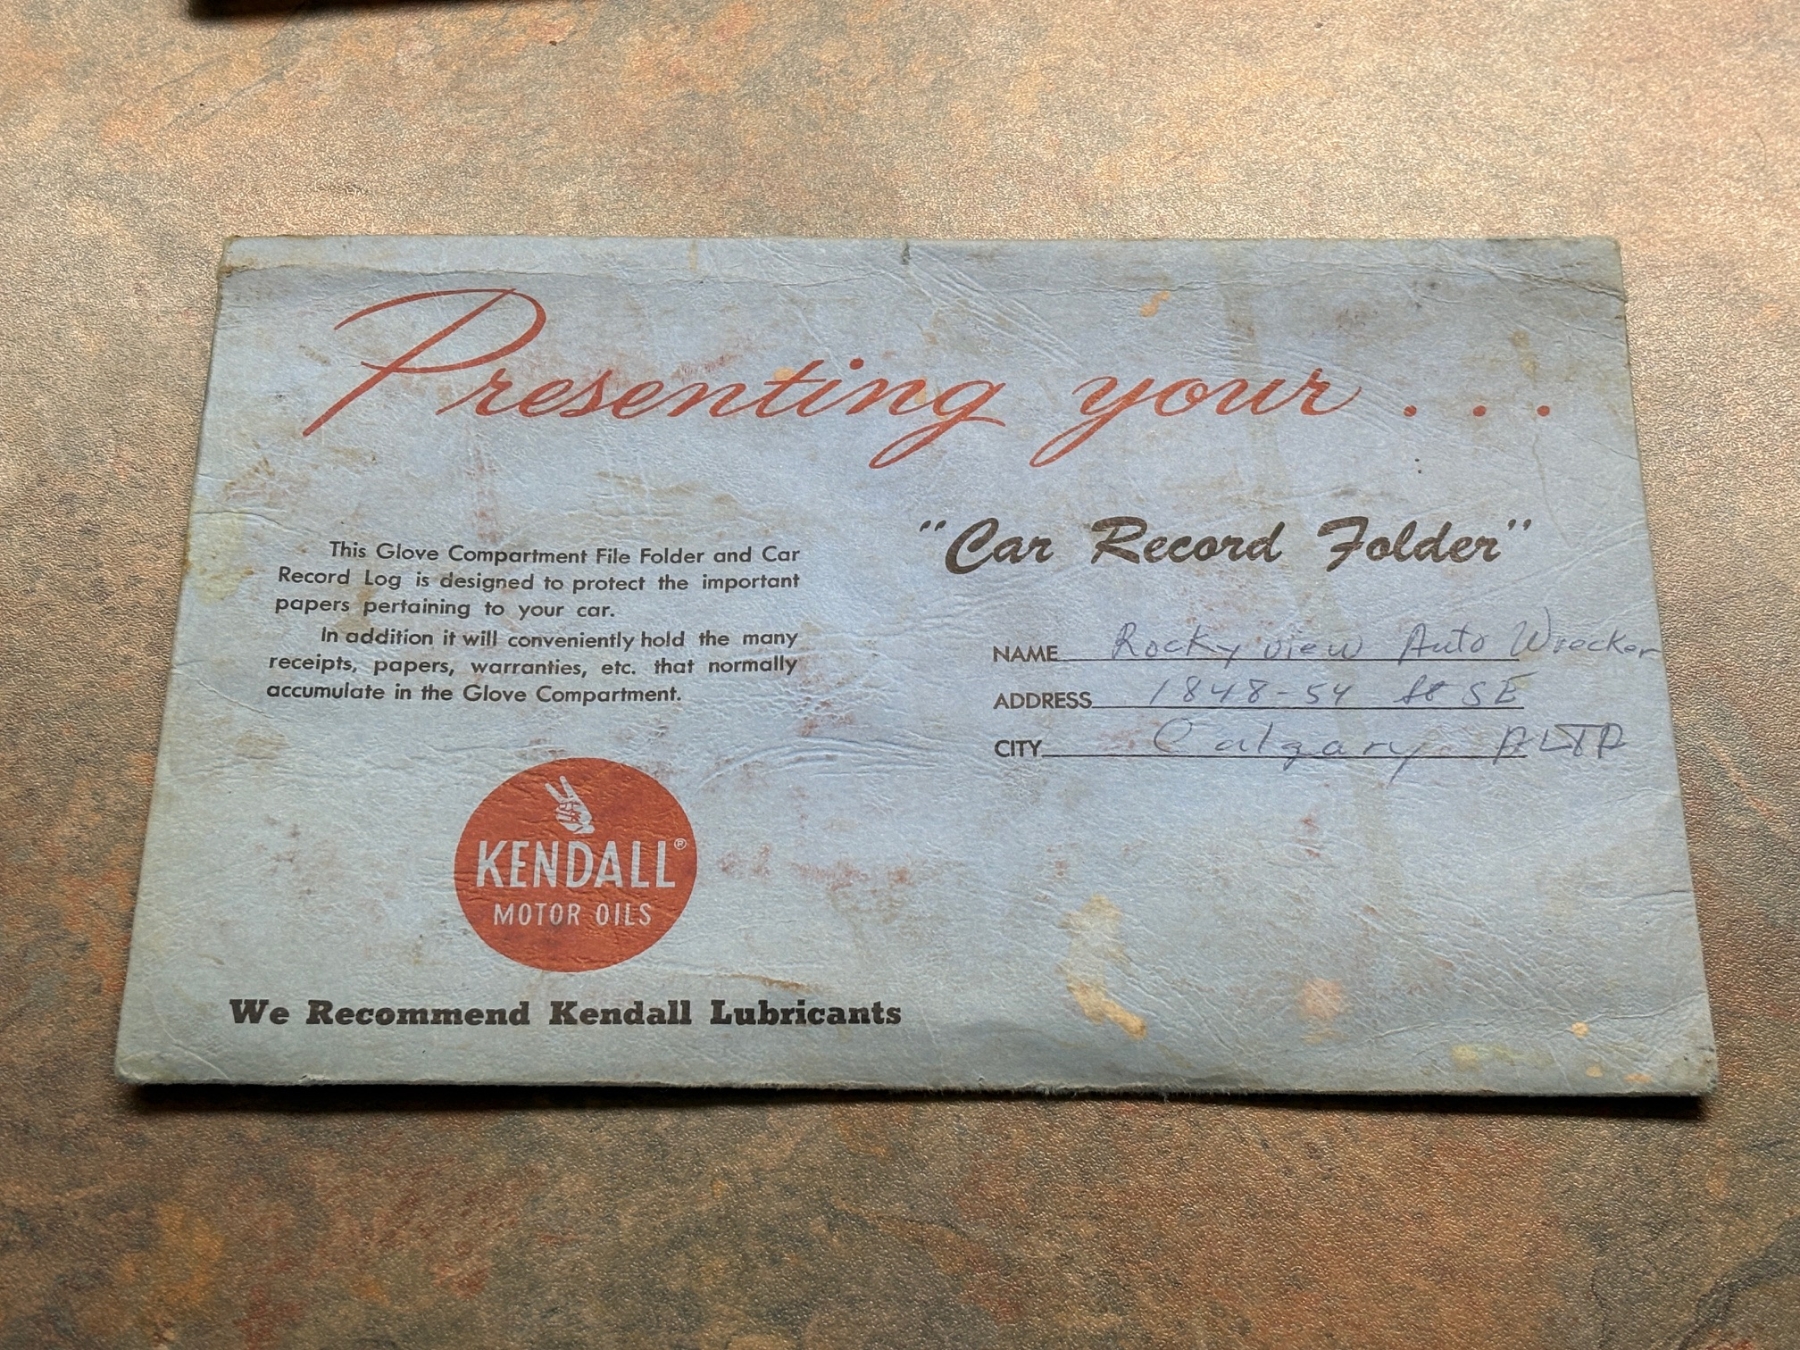 Presenting your . . .
"Car Record Folder"
This Glove Compartment File Folder and Car
Record Log is designed to protect the important
papers pertaining to your car.
In addition it will conveniently hold the many
receipts, papers, warranties, etc. that normally
accumulate in the Glove Compartment.
NAME Rocky view Auto Wrecker
ADDRESS 1848-54 St SE
CITY Calgary ALTA
KENDALL®
MOTOR OILS
We Recommend Kendall Lubricants